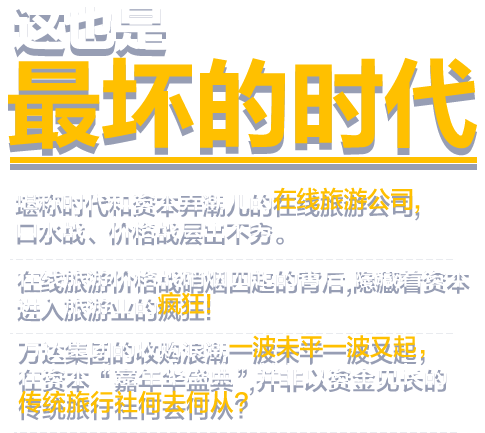 这也是
最坏的时代
堪称时代和资本弄潮儿的在线旅游公司,
口水战、价格战层出不穷。
在线旅游价格战硝烟四起的背后,隐藏着资本
进入旅游业的疯狂!
万达集团的收购浪潮一波未平一波又起,
在资本“嘉年华盛典”,并非以资金见长的
传统旅行社何去何从?